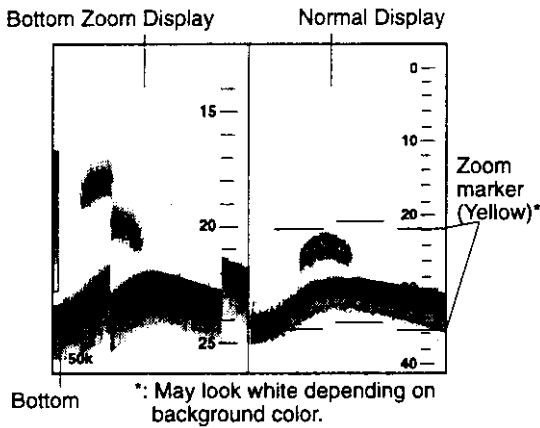 Bottom Zoom Display
Normal Display
0
15
10
Zoom
marker
(Yellow)*
20
20
25
50k
40
Bottom
*: May look white depending on
background color.